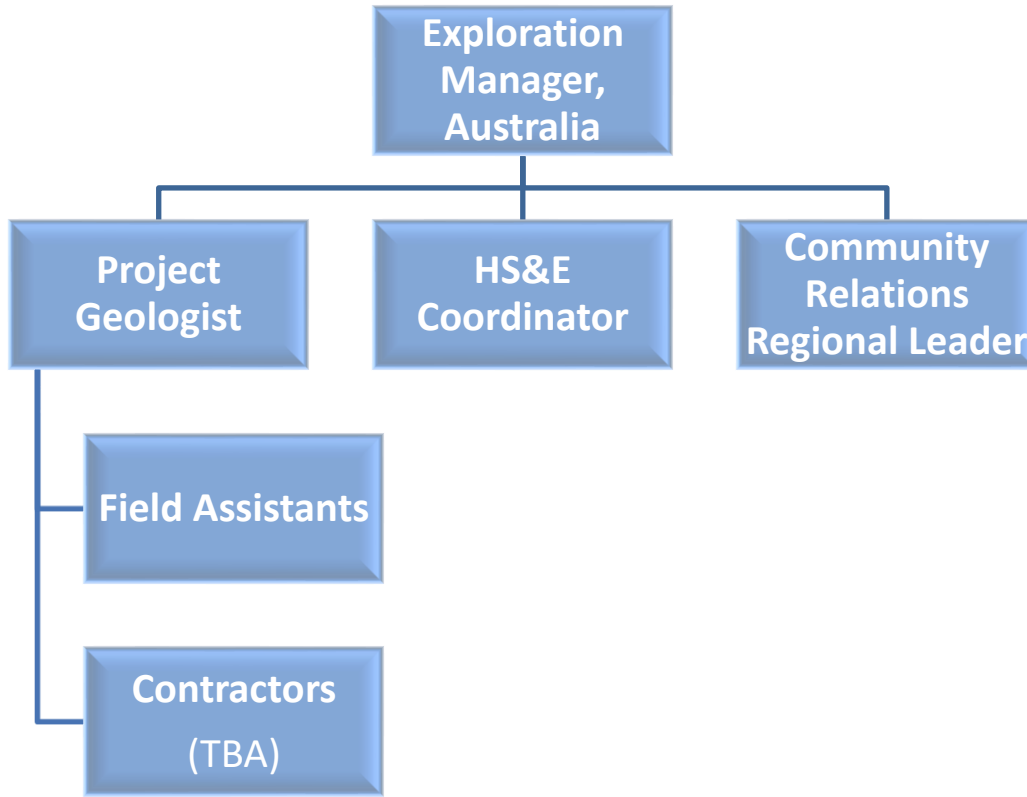 Exploration
Manager,
Australia
Project
Geologist
HS&E
Coordinator
Community
Relations
Regional Leader
Field Assistants
Contractors
(TBA)